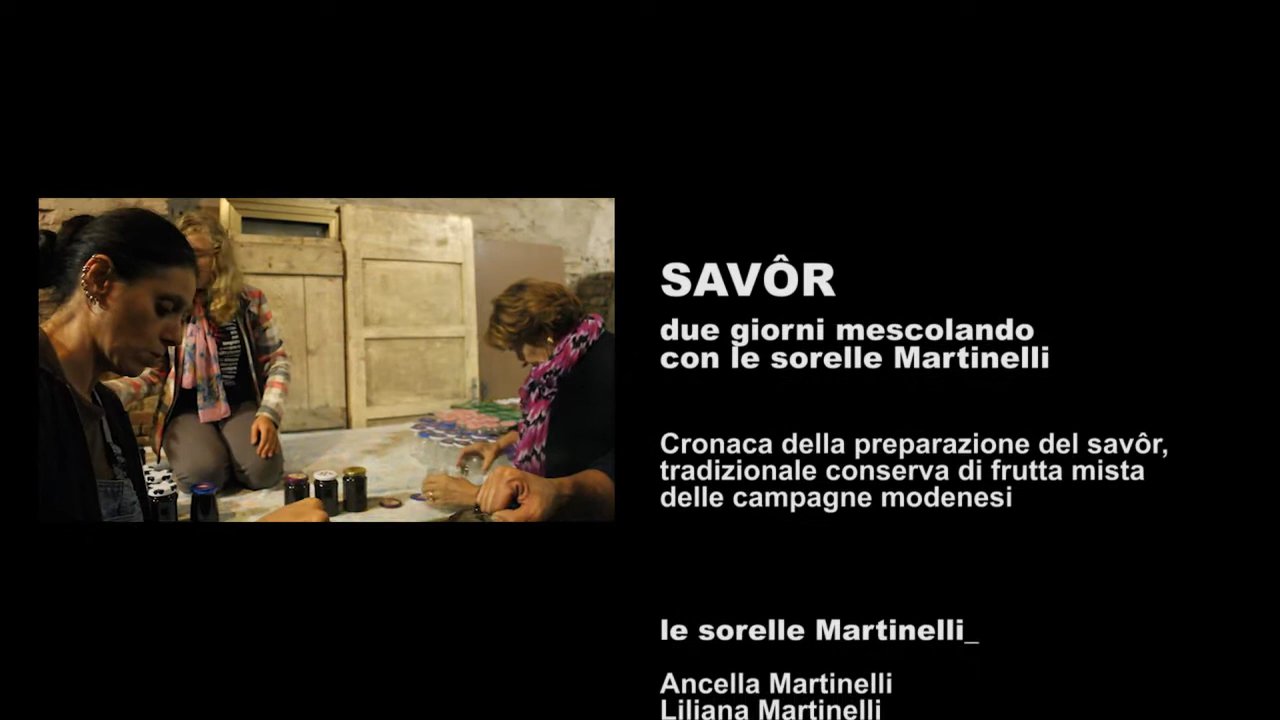 SAVÔR
due giorni mescolando
con le sorelle Martinelli
Cronaca della preparazione del savôr,
tradizionale conserva di frutta mista
delle campagne modenesi
le sorelle Martinelli_
Ancella Martinelli
Liliana Martinelli